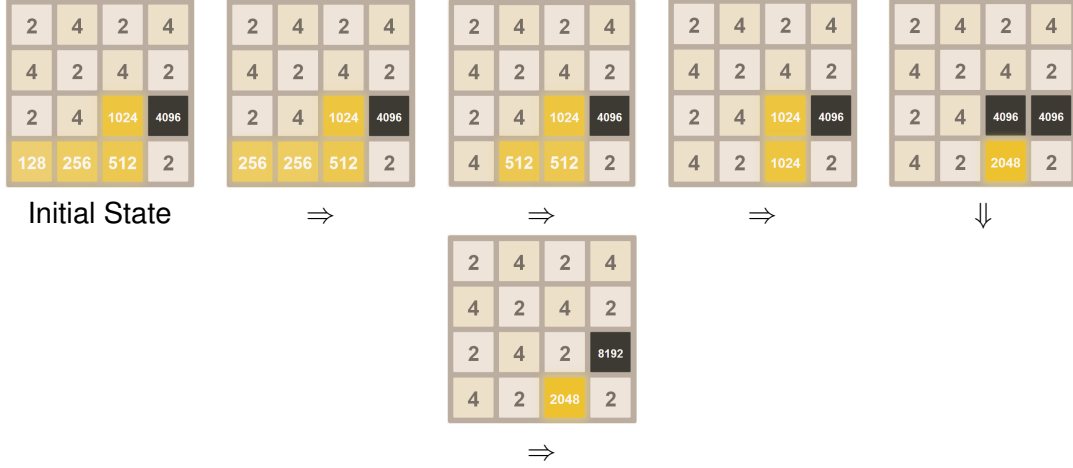 2 4 2 4 2 4 2 4 2 4 2 4 2 4 2 4 2 4 2 4
4 2 4 2 4 2 4 2 4 2 4 2 4 2 4 2 4 2 4 2
2 4 1024 4096 2 4 1024 4096 2 4 1024 4096 2 4 1024 4096 2 4 4096 4096
128 256 512 2 256 256 512 2 4 512 512 2 4 2 1024 2 4 2 2048 2
Initial State ⇒ ⇒ ⇒ ⇓
2 4 2 4
4 2 4 2
2 4 2 8192
4 2 2048 2
⇒